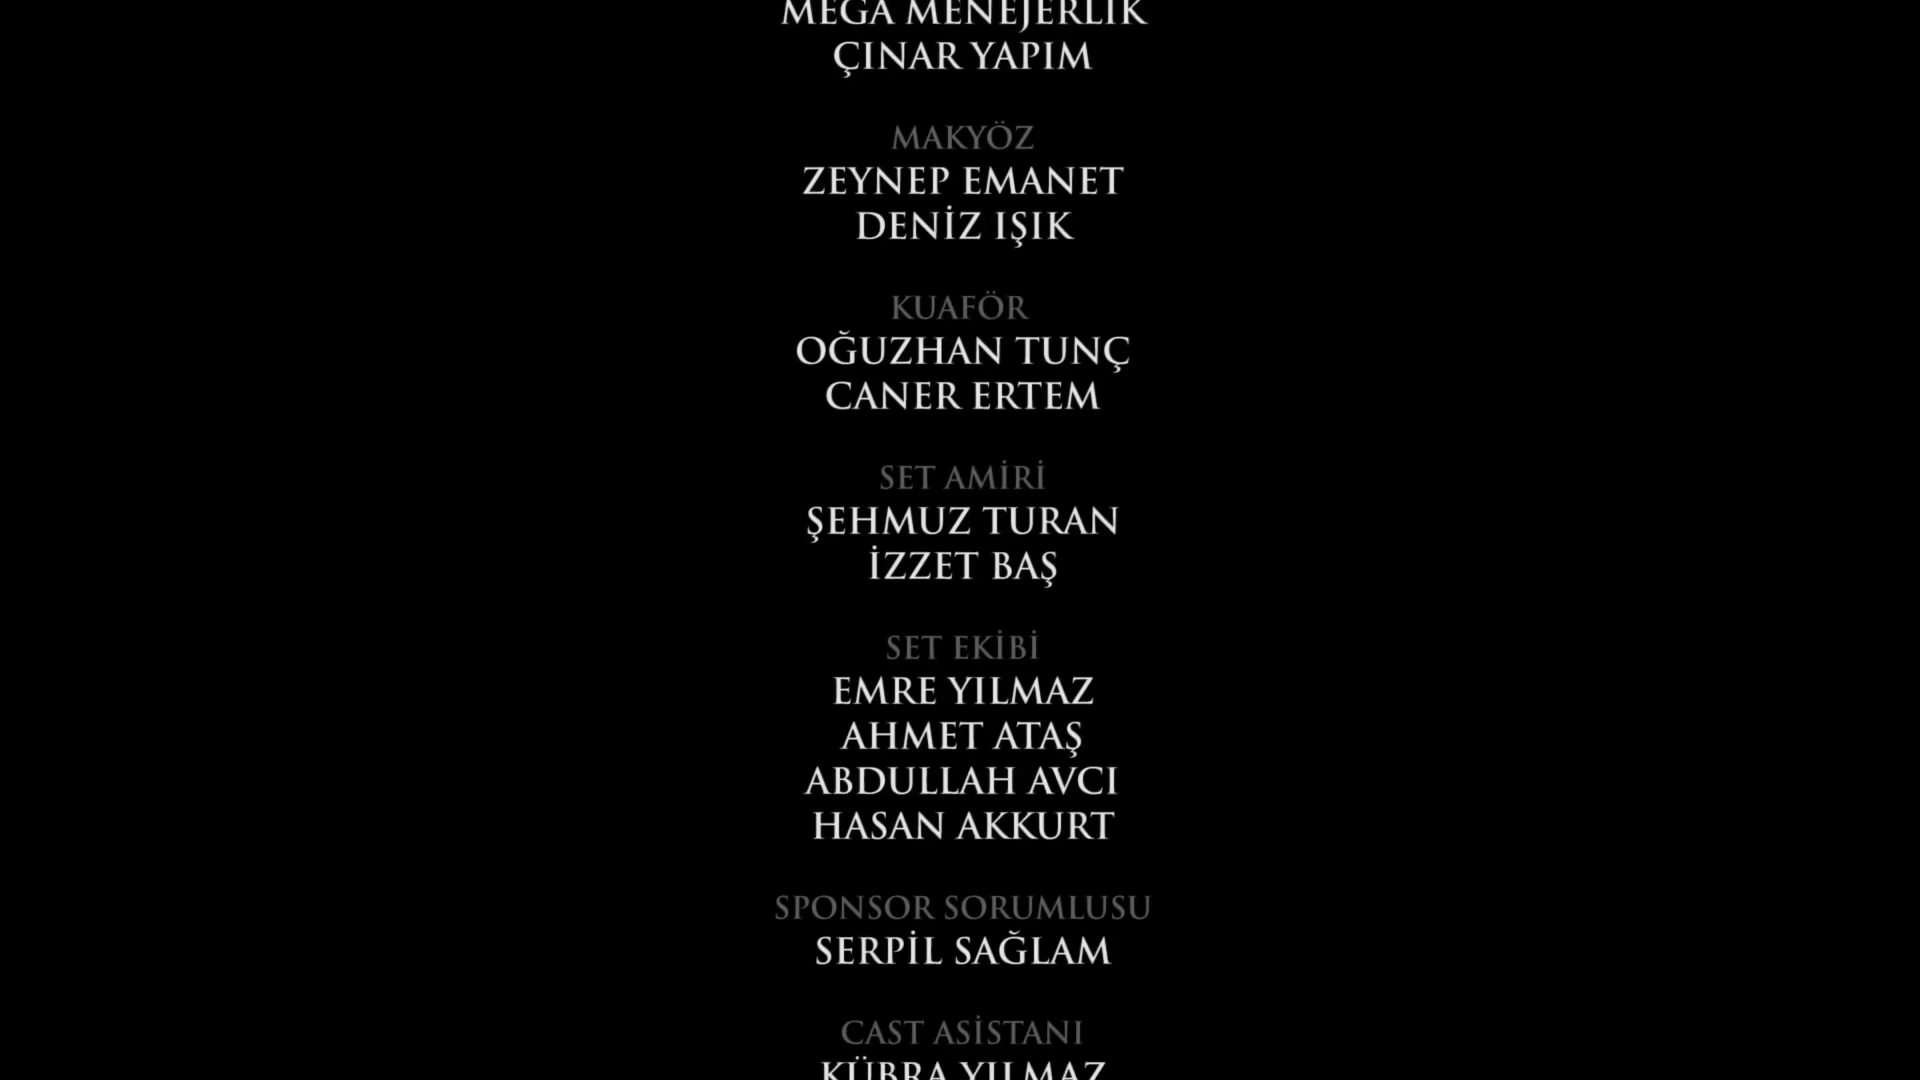 MEGA MENEJERLİK
ÇINAR YAPIM
MAKYÖZ
ZEYNEP EMANET
DENİZ IŞIK
KUAFÖR
OĞUZHAN TUNÇ
CANER ERTEM
SET AMİRİ
ŞEHMUZ TURAN
İZZET BAŞ
SET EKİBİ
EMRE YILMAZ
AHMET ATAŞ
ABDULLAH AVCI
HASAN AKKURT
SPONSOR SORUMLUSU
SERPİL SAĞLAM
CAST ASİSTANI
KÜBRA YILMAZ